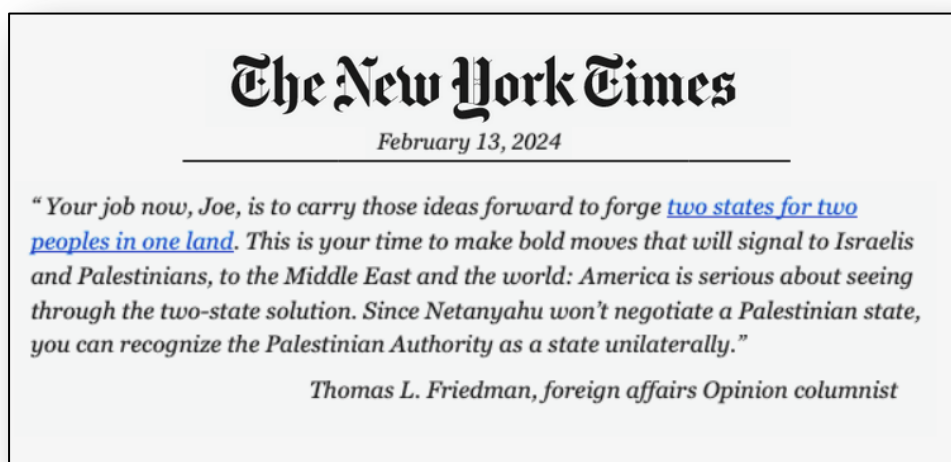 The New York Times
February 13, 2024
“ Your job now, Joe, is to carry those ideas forward to forge two states for two
peoples in one land. This is your time to make bold moves that will signal to Israelis
and Palestinians, to the Middle East and the world: America is serious about seeing
through the two-state solution. Since Netanyahu won’t negotiate a Palestinian state,
you can recognize the Palestinian Authority as a state unilaterally.”
Thomas L. Friedman, foreign affairs Opinion columnist